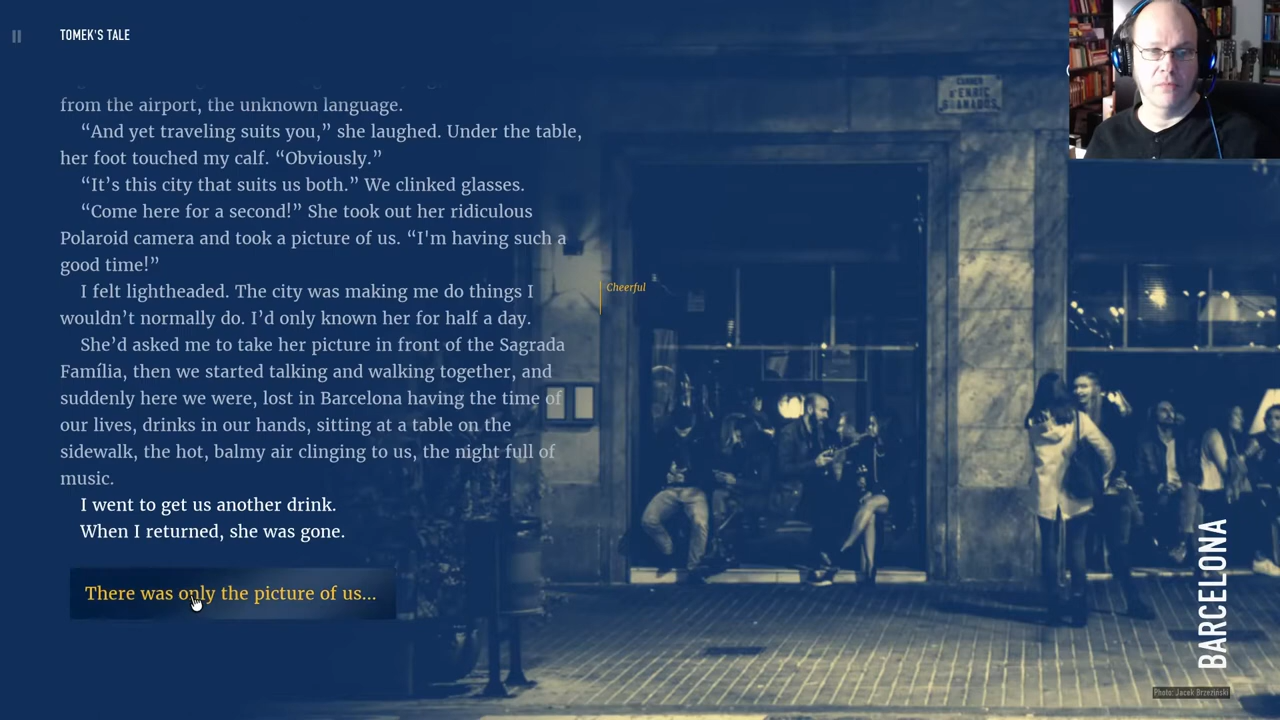 TOMEK'S TALE
from the airport, the unknown language.
“And yet traveling suits you,” she laughed. Under the table,
her foot touched my calf. “Obviously.”
“It’s this city that suits us both.” We clinked glasses.
“Come here for a second!” She took out her ridiculous
Polaroid camera and took a picture of us. “I'm having such a
good time!”
I felt lightheaded. The city was making me do things I
wouldn’t normally do. I’d only known her for half a day.
She’d asked me to take her picture in front of the Sagrada
Família, then we started talking and walking together, and
suddenly here we were, lost in Barcelona having the time of
our lives, drinks in our hands, sitting at a table on the
sidewalk, the hot, balmy air clinging to us, the night full of
music.
I went to get us another drink.
When I returned, she was gone.
There was only the picture of us...
Cheerful
CARRER
D'ENRIC
GRANADOS
BARCELONA
Photo: Jacek Brzeziński